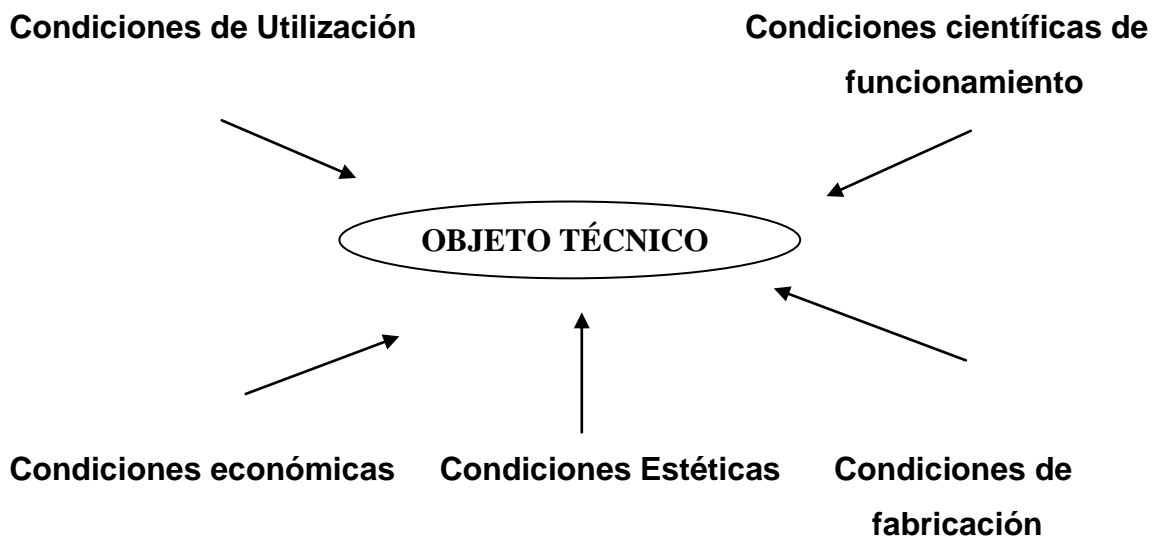 Condiciones de Utilización
Condiciones científicas de
funcionamiento
OBJETO TÉCNICO
Condiciones económicas
Condiciones Estéticas
Condiciones de
fabricación